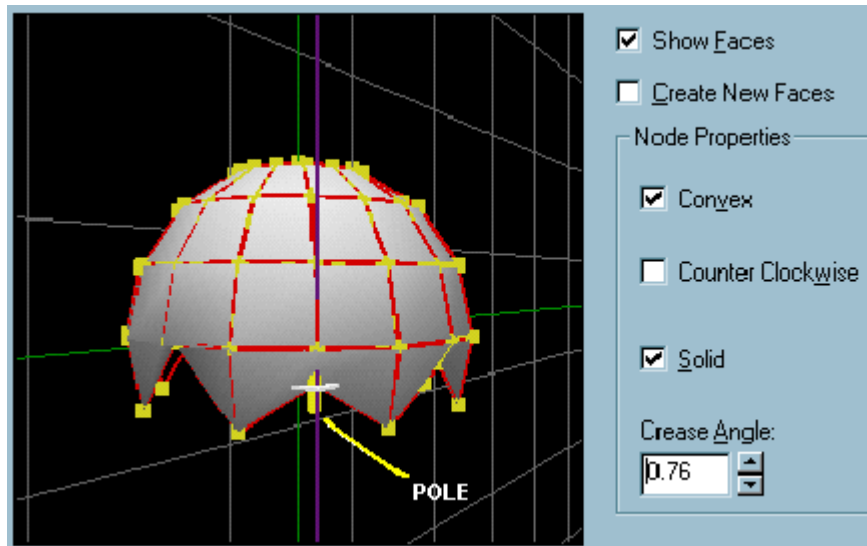 Show Faces
Create New Faces
Node Properties
Convex
Counter Clockwise
Solid
Crease Angle:
0.76
POLE